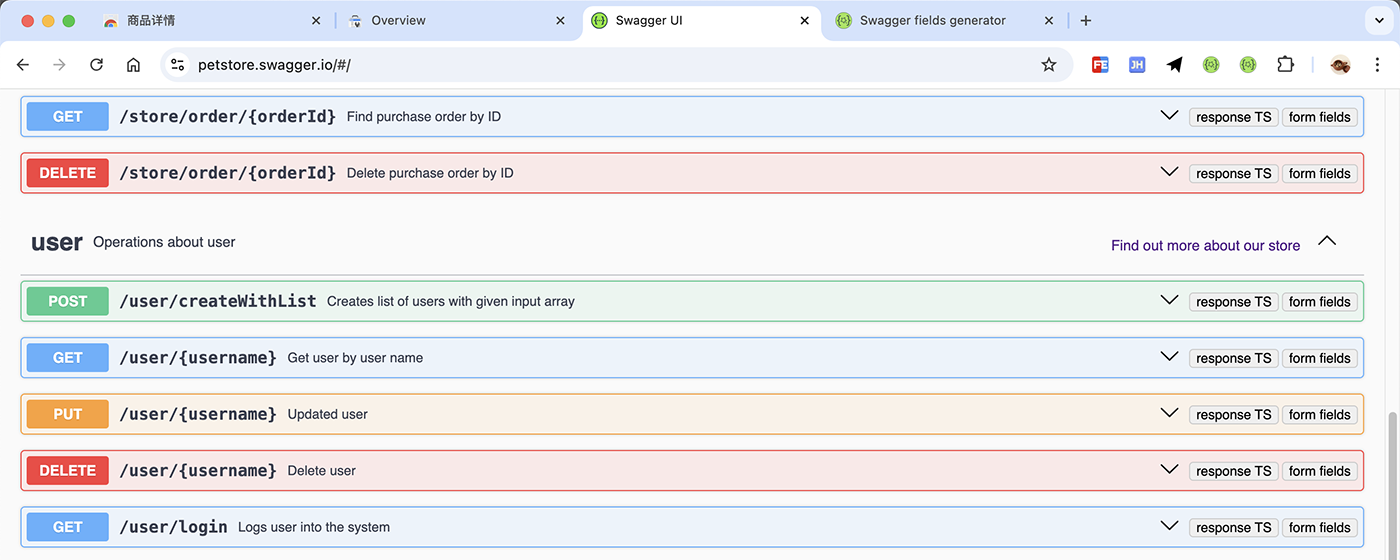 商品详情 Overview Swagger UI Swagger fields generator
petstore.swagger.io/#/ FE JH
GET /store/order/{orderId} Find purchase order by ID response TS form fields
DELETE /store/order/{orderId} Delete purchase order by ID response TS form fields
user Operations about user Find out more about our store
POST /user/createWithList Creates list of users with given input array response TS form fields
GET /user/{username} Get user by user name response TS form fields
PUT /user/{username} Updated user response TS form fields
DELETE /user/{username} Delete user response TS form fields
GET /user/login Logs user into the system response TS form fields